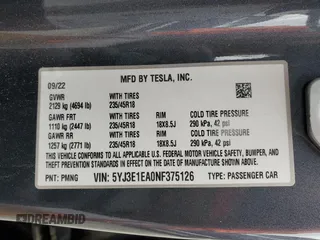 MFD BY TESLA, INC.
09/22
GVWR WITH TIRES
2129 kg (4694 lb) 235/45R18
GAWR FRT WITH TIRES RIM COLD TIRE PRESSURE
1110 kg (2447 lb) 235/45R18 18X8.5J 290 kPa, 42 psi
GAWR RR WITH TIRES RIM COLD TIRE PRESSURE
1257 kg (2771 lb) 235/45R18 18X8.5J 290 kPa, 42 psi
THIS VEHICLE CONFORMS TO ALL APPLICABLE U.S. FEDERAL MOTOR VEHICLE
SAFETY, BUMPER, AND THEFT PREVENTION STANDARDS IN EFFECT ON THE
DATE OF MANUFACTURE SHOWN ABOVE.
PNT: PMNG VIN: 5YJ3E1EA0NF375126 TYPE: PASSENGER CAR
DREAMBID